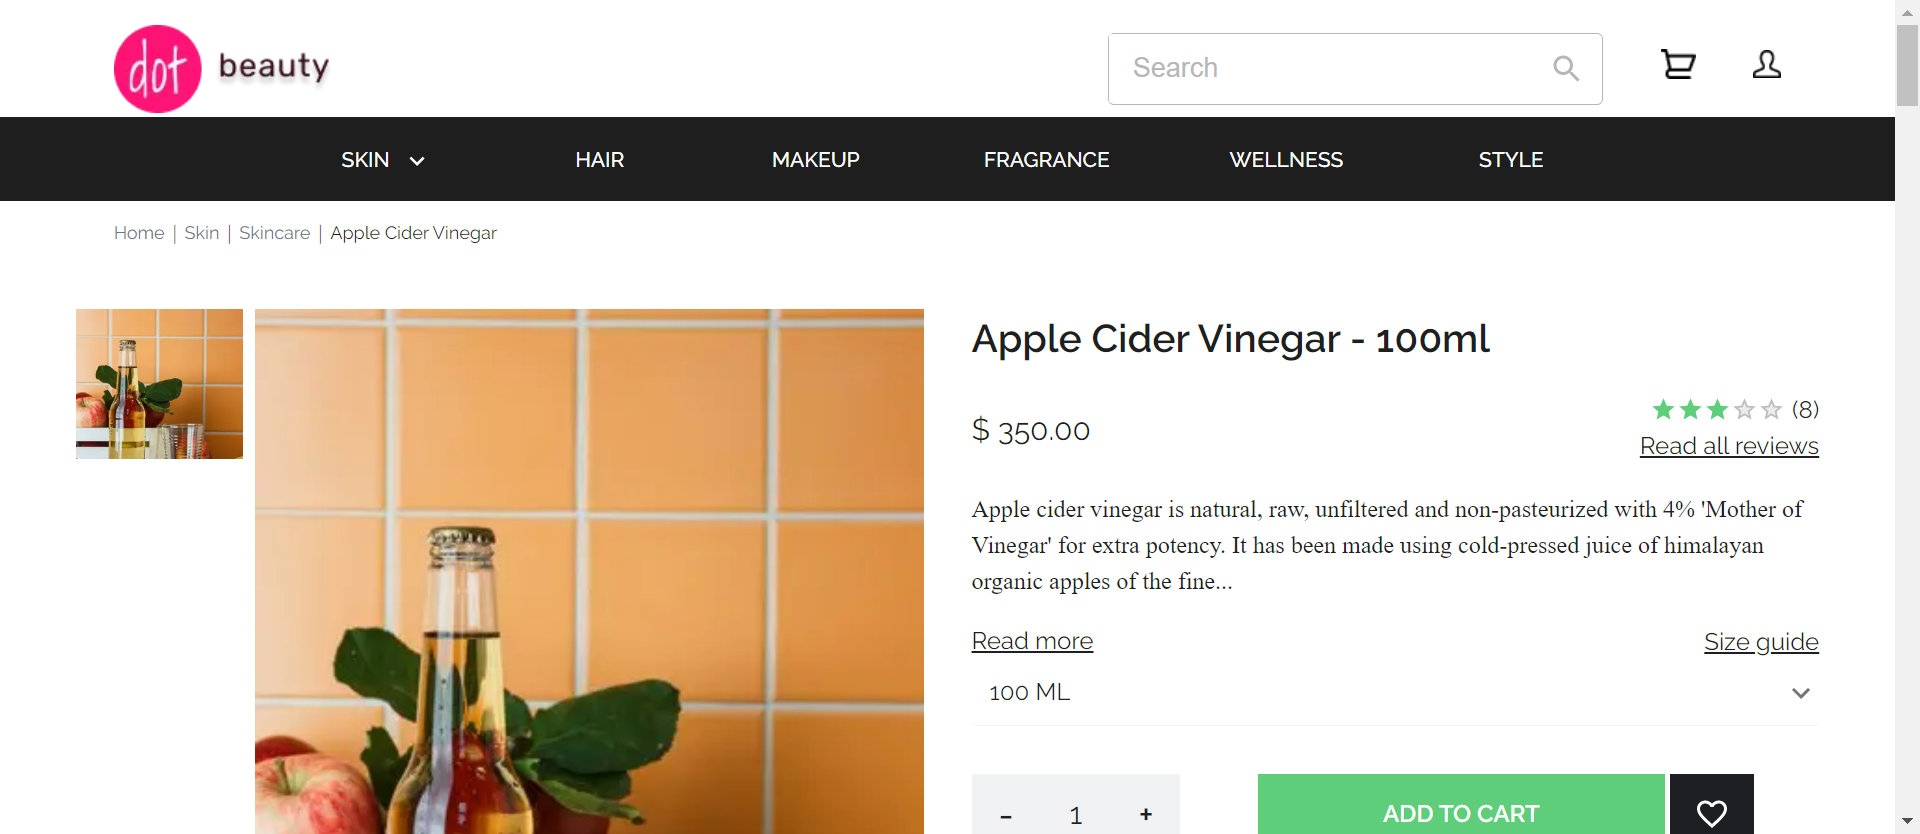 dot beauty
Search
SKIN HAIR MAKEUP FRAGRANCE WELLNESS STYLE
Home | Skin | Skincare | Apple Cider Vinegar
Apple Cider Vinegar - 100ml
(8)
$ 350.00
Read all reviews
Apple cider vinegar is natural, raw, unfiltered and non-pasteurized with 4% 'Mother of
Vinegar' for extra potency. It has been made using cold-pressed juice of himalayan
organic apples of the fine...
Read more Size guide
100 ML
- 1 + ADD TO CART